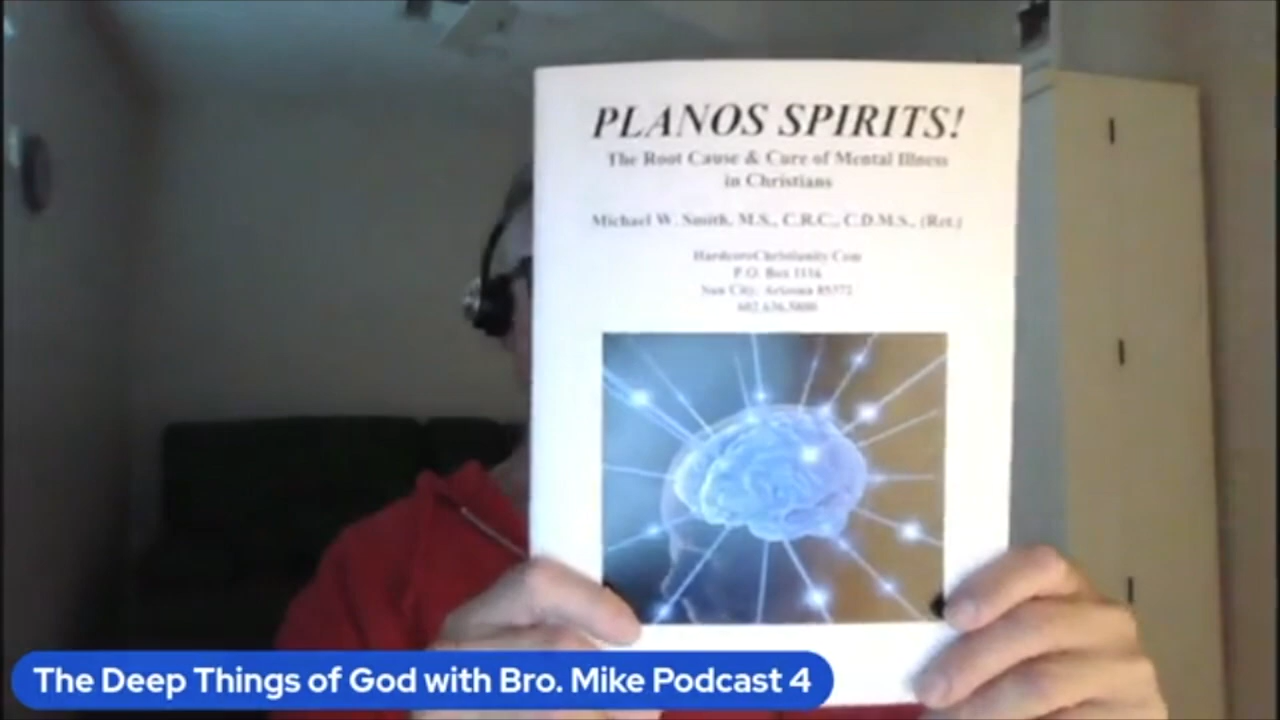 PLANOS SPIRITS!
The Root Cause & Cure of Mental Illness
in Christians
Michael W. Smith, M.S., C.R.C., C.D.M.S., (Ret.)
HardcoreChristianity.Com
P.O. Box
Sun City, Arizona 85372
The Deep Things of God with Bro. Mike Podcast 4